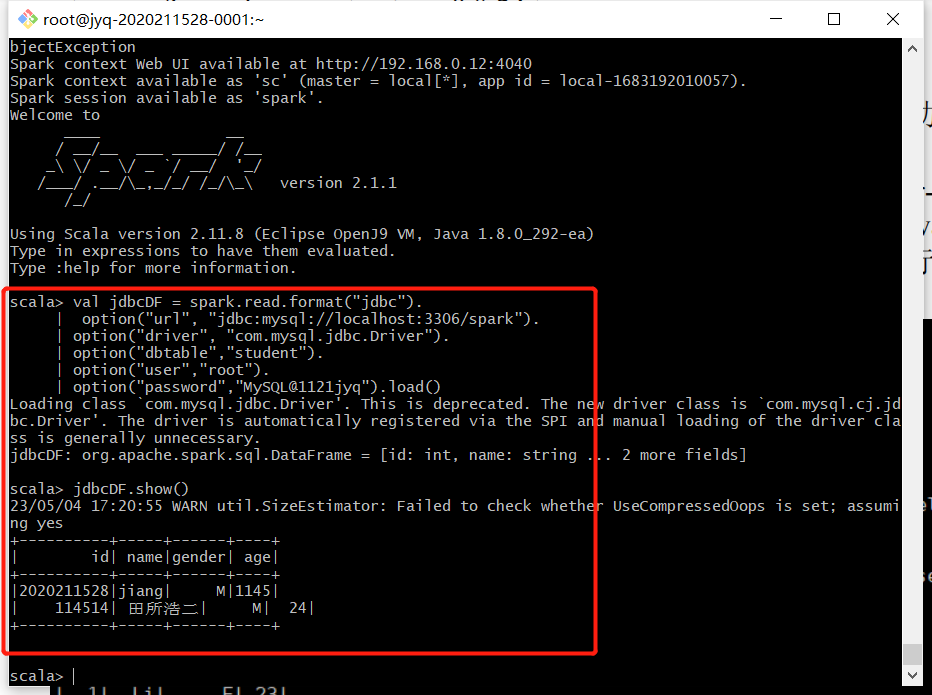 root@jyq-2020211528-0001:~
bjectException
Spark context Web UI available at http://192.168.0.12:4040
Spark context available as 'sc' (master = local[*], app id = local-1683192010057).
Spark session available as 'spark'.
Welcome to
      ____              __
     / __/__  ___ _____/ /__
    _\ \/ _ \/ _ `/ __/  '_/
   /___/ .__/\_,_/_/ /_/\_\   version 2.1.1
      /_/
Using Scala version 2.11.8 (Eclipse OpenJ9 VM, Java 1.8.0_292-ea)
Type in expressions to have them evaluated.
Type :help for more information.
scala> val jdbcDF = spark.read.format("jdbc").
     |  option("url", "jdbc:mysql://localhost:3306/spark").
     | option("driver", "com.mysql.jdbc.Driver").
     | option("dbtable","student").
     | option("user","root").
     | option("password","MySQL@1121jyq").load()
Loading class `com.mysql.jdbc.Driver'. This is deprecated. The new driver class is `com.mysql.cj.jd
bc.Driver'. The driver is automatically registered via the SPI and manual loading of the driver cla
ss is generally unnecessary.
jdbcDF: org.apache.spark.sql.DataFrame = [id: int, name: string ... 2 more fields]
scala> jdbcDF.show()
23/05/04 17:20:55 WARN util.SizeEstimator: Failed to check whether UseCompressedOops is set; assumi
ng yes
+----------+-----+------+----+
|        id| name|gender| age|
+----------+-----+------+----+
|2020211528|jiang|     M|1145|
|    114514| 田所浩二|     M|  24|
+----------+-----+------+----+
scala>